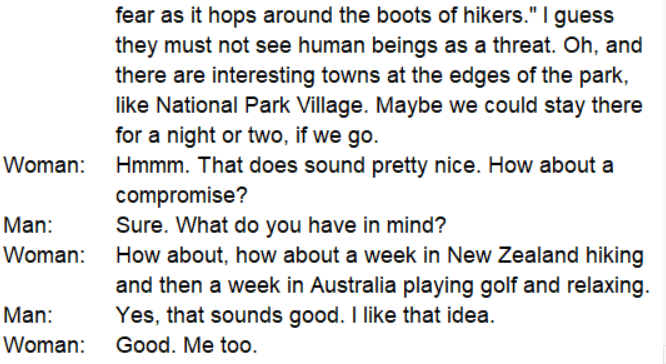 fear as it hops around the boots of hikers." I guess
they must not see human beings as a threat. Oh, and
there are interesting towns at the edges of the park,
like National Park Village. Maybe we could stay there
for a night or two, if we go.
Woman: Hmmm. That does sound pretty nice. How about a
compromise?
Man: Sure. What do you have in mind?
Woman: How about, how about a week in New Zealand hiking
and then a week in Australia playing golf and relaxing.
Man: Yes, that sounds good. I like that idea.
Woman: Good. Me too.